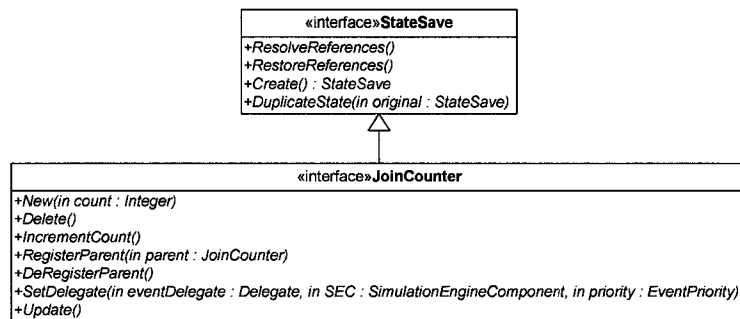 «interface»StateSave
+ResolveReferences()
+RestoreReferences()
+Create() : StateSave
+DuplicateState(in original : StateSave)
«interface»JoinCounter
+New(in count : Integer)
+Delete()
+IncrementCount()
+RegisterParent(in parent : JoinCounter)
+DeRegisterParent()
+SetDelegate(in eventDelegate : Delegate, in SEC : SimulationEngineComponent, in priority : EventPriority)
+Update()